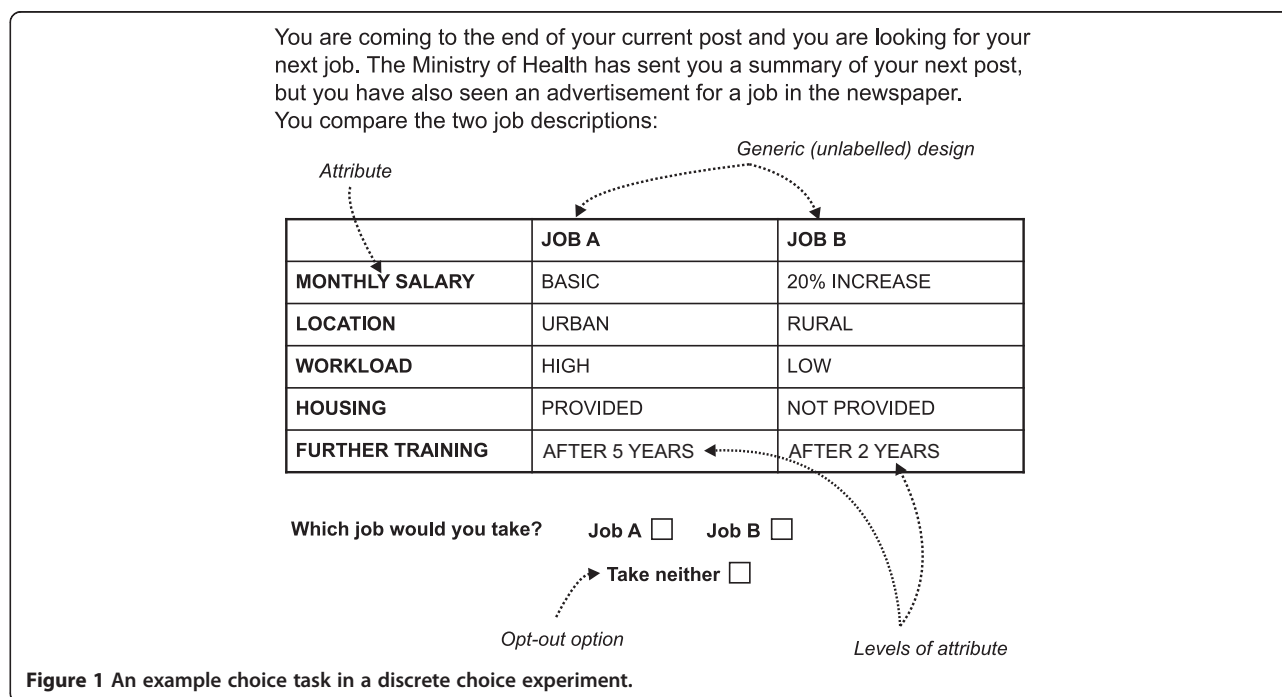 You are coming to the end of your current post and you are looking for your
next job. The Ministry of Health has sent you a summary of your next post,
but you have also seen an advertisement for a job in the newspaper.
You compare the two job descriptions:
Generic (unlabelled) design
Attribute
JOB A JOB B
MONTHLY SALARY BASIC 20% INCREASE
LOCATION URBAN RURAL
WORKLOAD HIGH LOW
HOUSING PROVIDED NOT PROVIDED
FURTHER TRAINING AFTER 5 YEARS AFTER 2 YEARS
Which job would you take? Job A Job B
Take neither
Opt-out option
Levels of attribute
Figure 1 An example choice task in a discrete choice experiment.